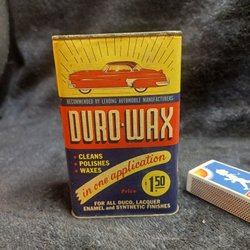 RECOMMENDED BY LEADING AUTOMOBILE MANUFACTURERS
DURO-WAX
• CLEANS
• POLISHES
• WAXES
in one application
Price $1.50
FOR ALL DUCO, LACQUER
ENAMEL and SYNTHETIC FINISHES